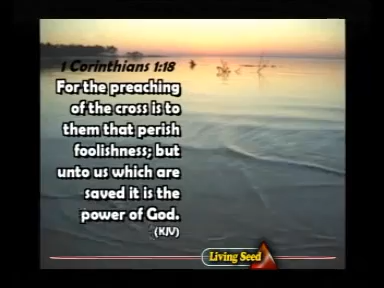 1 Corinthians 1:18
For the preaching
of the cross is to
them that perish
foolishness; but
unto us which are
saved it is the
power of God.
(KJV)
Living Seed